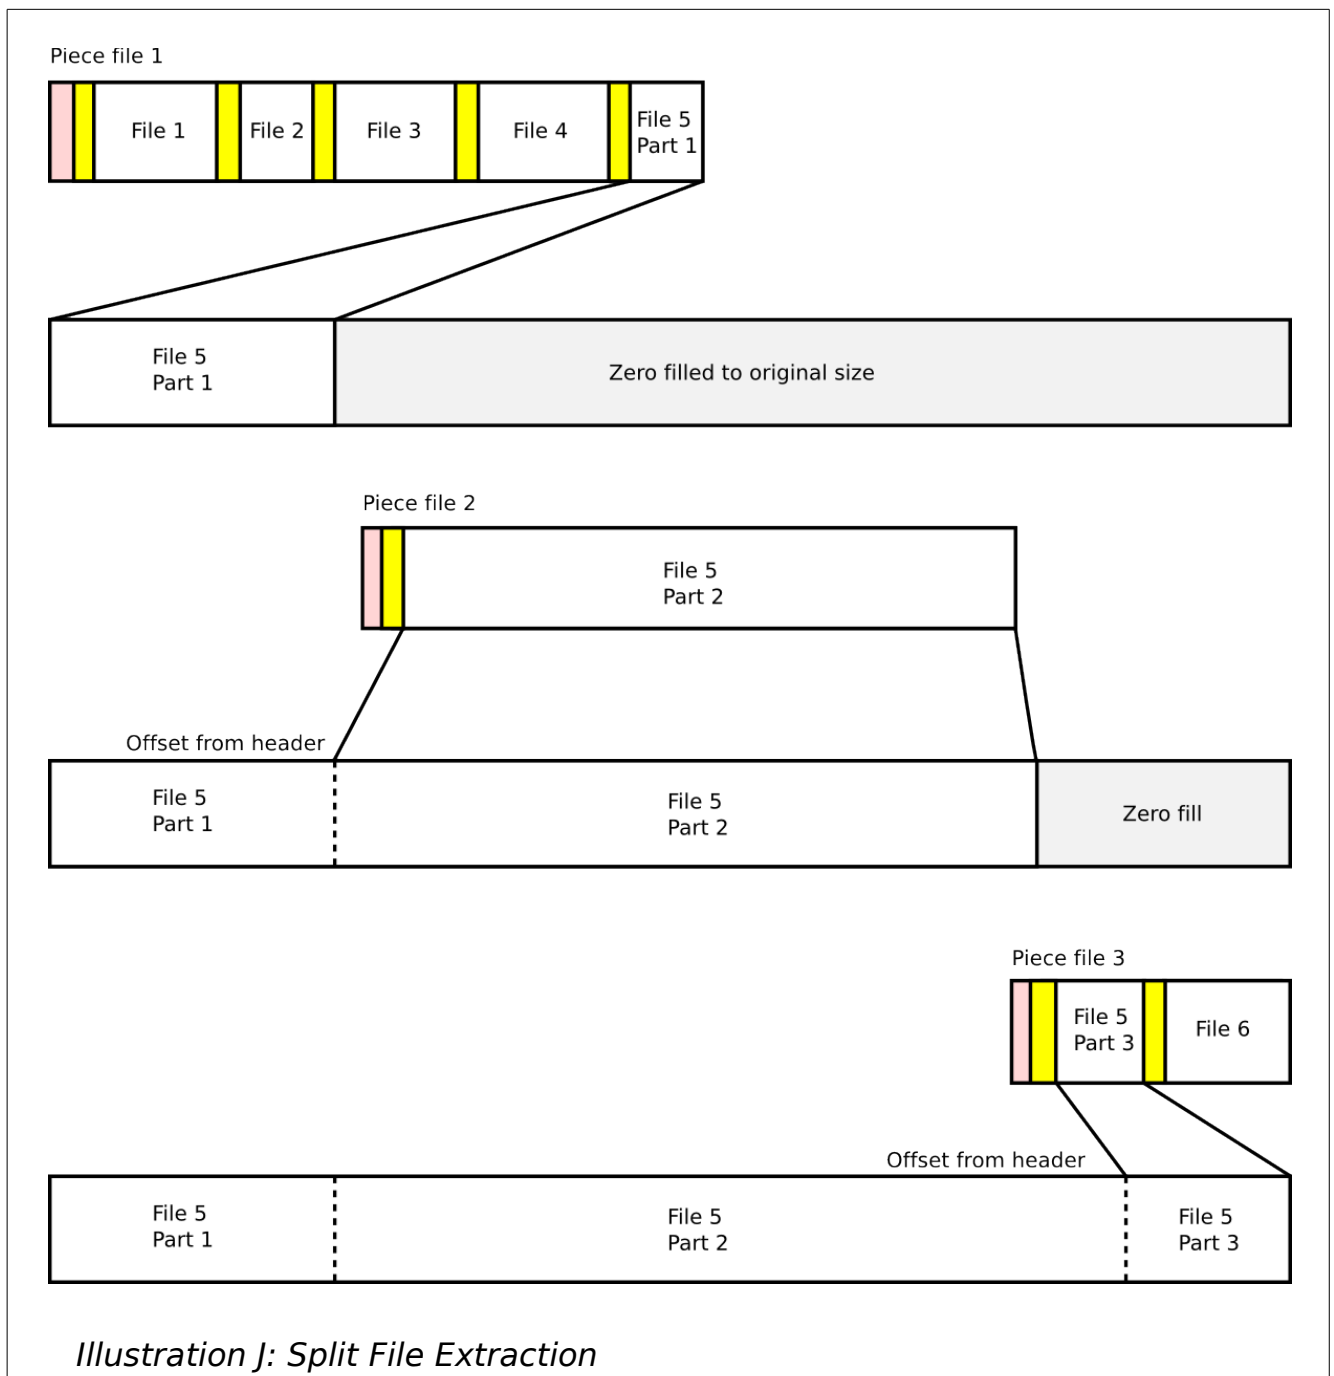 Piece file 1
File 1
File 2
File 3
File 4
File 5
Part 1
File 5
Part 1
Zero filled to original size
Piece file 2
File 5
Part 2
Offset from header
File 5
Part 1
File 5
Part 2
Zero fill
Piece file 3
File 5
Part 3
File 6
Offset from header
File 5
Part 1
File 5
Part 2
File 5
Part 3
Illustration J: Split File Extraction